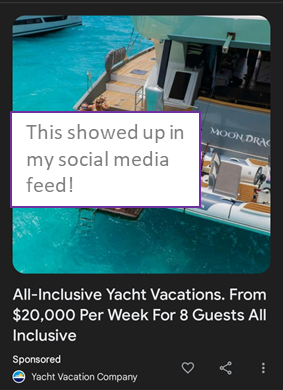 MOON DRA
This showed up in
my social media
feed!
All-Inclusive Yacht Vacations. From
$20,000 Per Week For 8 Guests All
Inclusive
Sponsored
Yacht Vacation Company